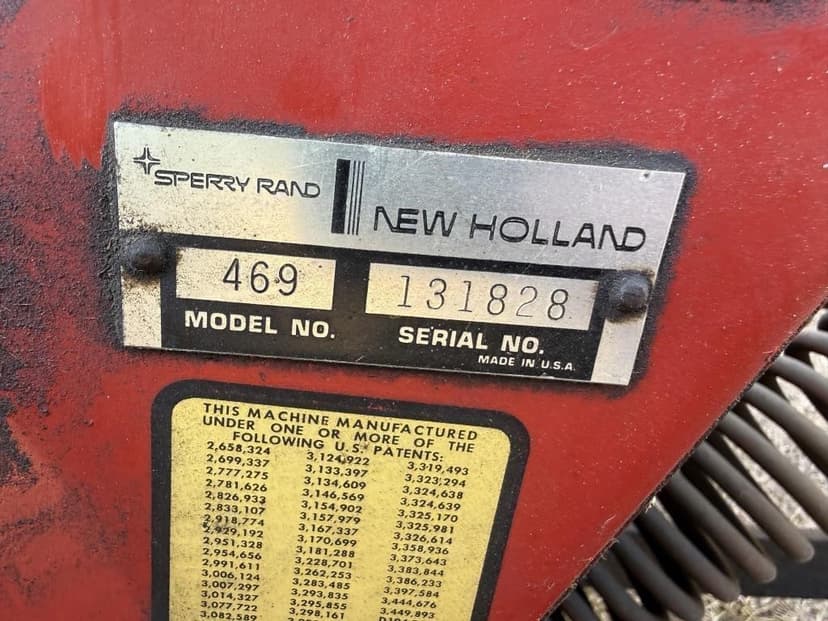 SPERRY RAND
NEW HOLLAND
469 131828
MODEL NO. SERIAL NO.
MADE IN U.S.A.
THIS MACHINE MANUFACTURED
UNDER ONE OR MORE OF THE
FOLLOWING U.S. PATENTS:
2,658,324 3,124,922 3,319,493
2,699,337 3,133,397 3,323,294
2,777,275 3,134,609 3,324,638
2,781,626 3,146,569 3,324,639
2,826,933 3,154,902 3,325,170
2,833,107 3,157,979 3,325,981
2,918,774 3,167,337 3,326,614
2,929,192 3,170,699 3,358,936
2,951,328 3,181,288 3,373,643
2,954,656 3,228,701 3,383,844
2,991,611 3,262,253 3,386,233
3,006,124 3,283,485 3,397,584
3,007,297 3,293,835 3,444,676
3,014,327 3,295,855 3,449,893
3,077,722 3,298,161
3,082,589